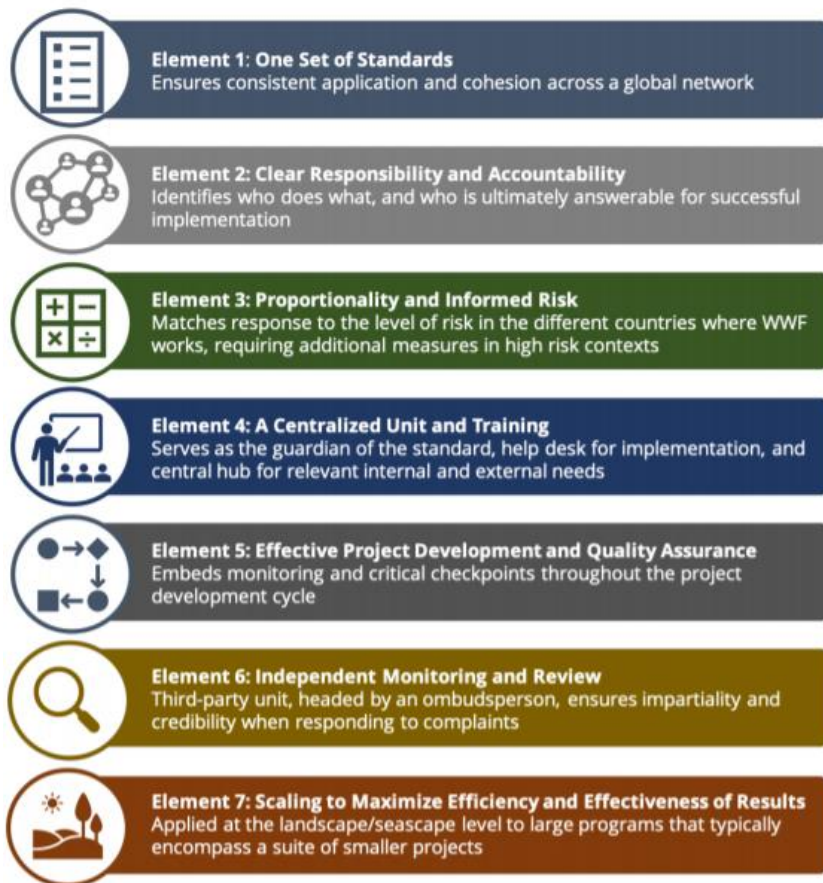 Element 1: One Set of Standards
Ensures consistent application and cohesion across a global network
Element 2: Clear Responsibility and Accountability
Identifies who does what, and who is ultimately answerable for successful
implementation
Element 3: Proportionality and Informed Risk
Matches response to the level of risk in the different countries where WWF
works, requiring additional measures in high risk contexts
Element 4: A Centralized Unit and Training
Serves as the guardian of the standard, help desk for implementation, and
central hub for relevant internal and external needs
Element 5: Effective Project Development and Quality Assurance
Embeds monitoring and critical checkpoints throughout the project
development cycle
Element 6: Independent Monitoring and Review
Third-party unit, headed by an ombudsperson, ensures impartiality and
credibility when responding to complaints
Element 7: Scaling to Maximize Efficiency and Effectiveness of Results
Applied at the landscape/seascape level to large programs that typically
encompass a suite of smaller projects